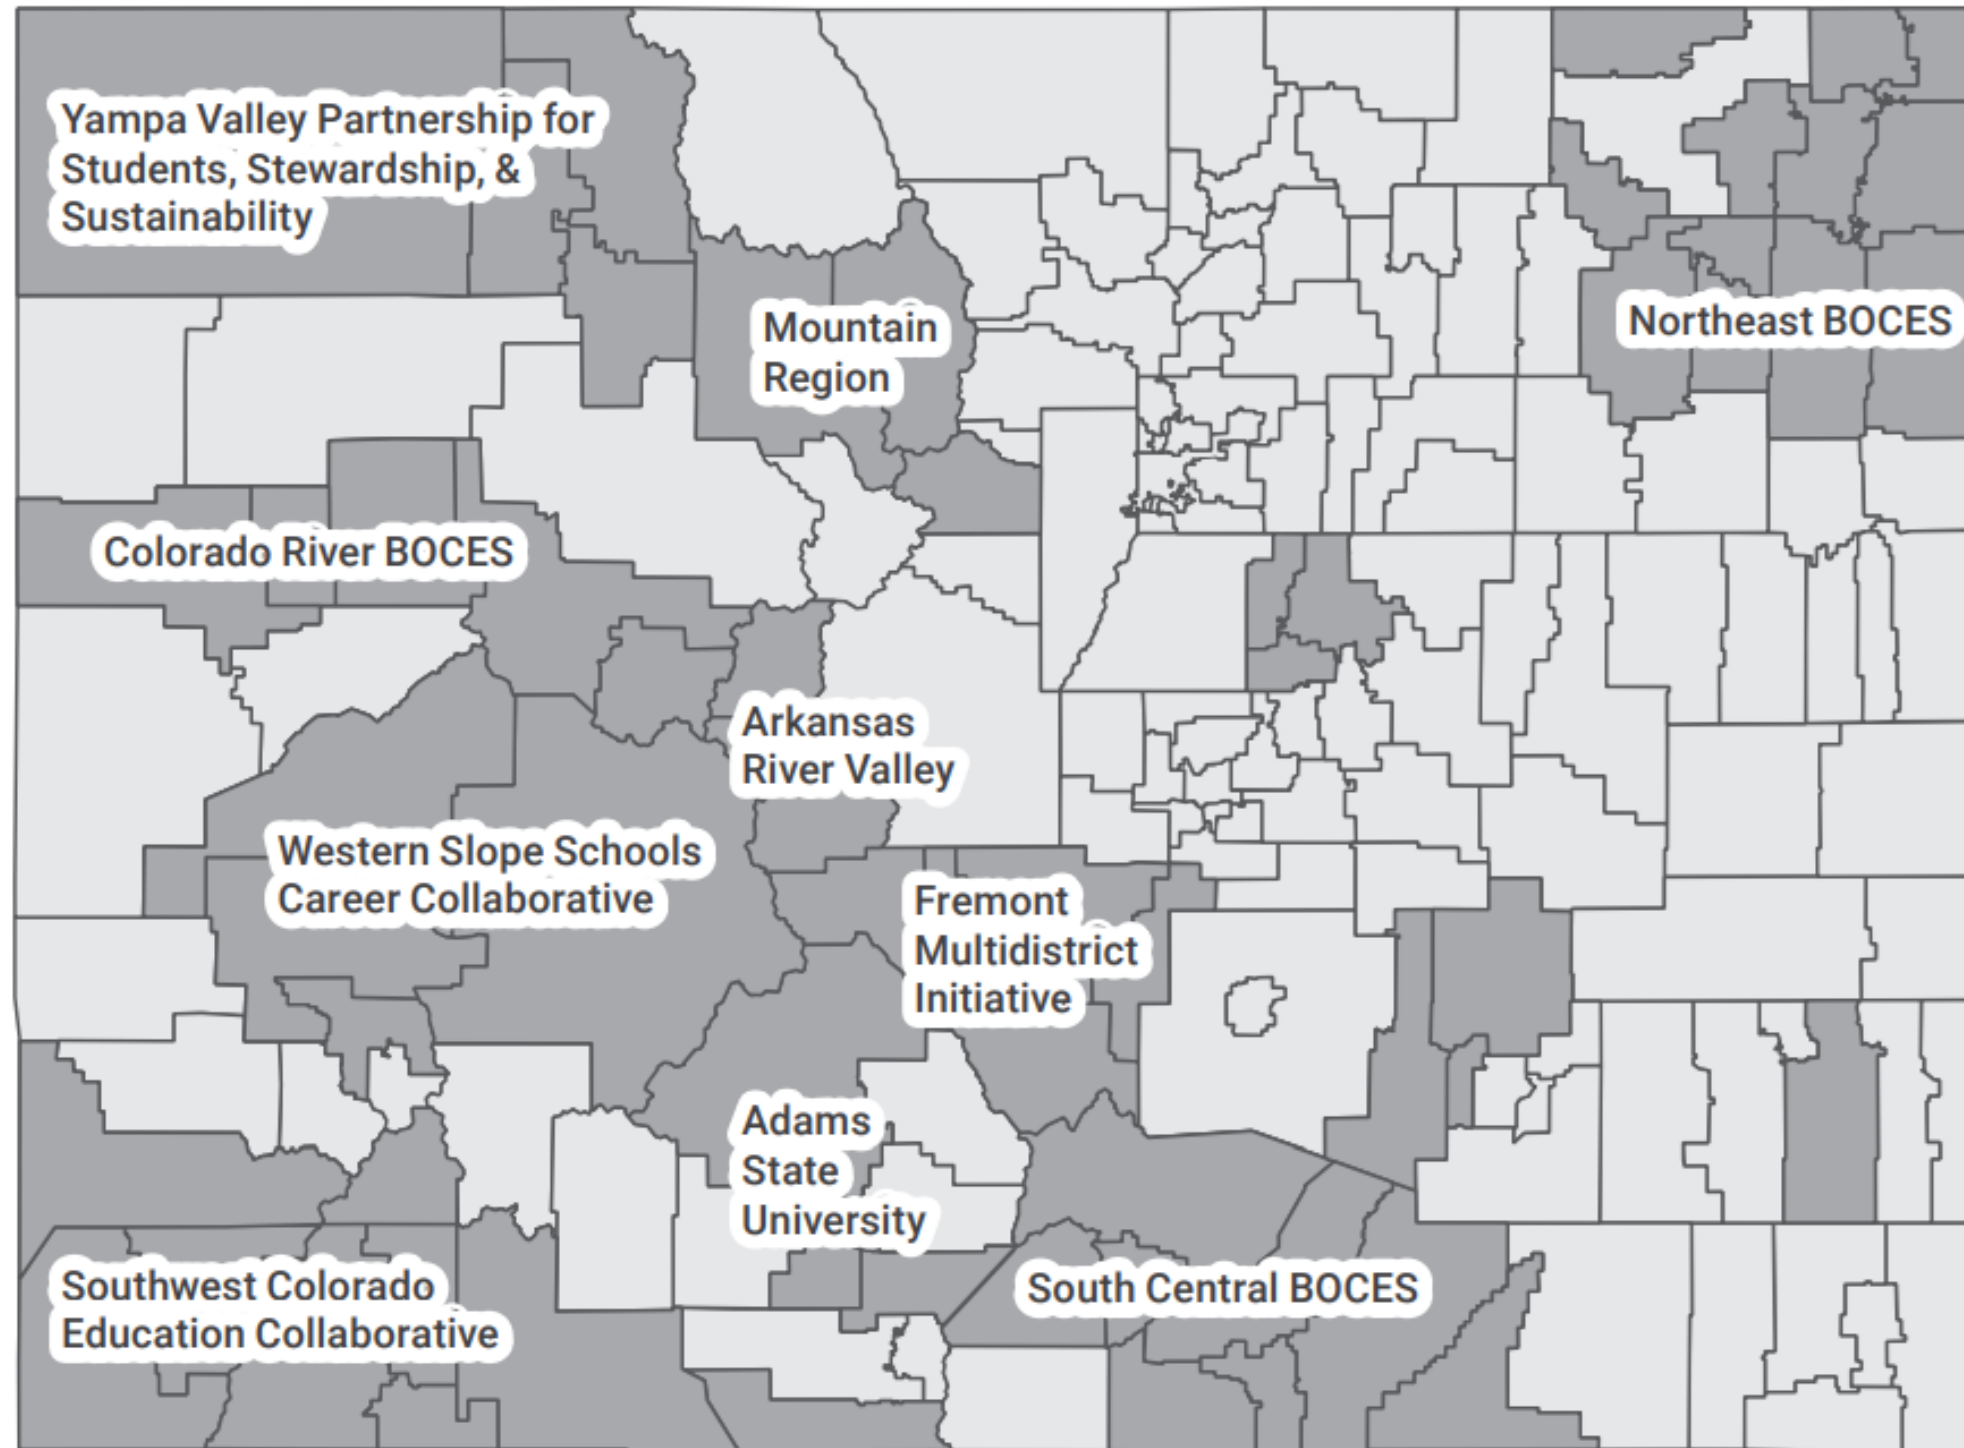 Yampa Valley Partnership for
Students, Stewardship, &
Sustainability
Mountain
Region
Northeast BOCES
Colorado River BOCES
Arkansas
River Valley
Western Slope Schools
Career Collaborative
Fremont
Multidistrict
Initiative
Adams
State
University
Southwest Colorado
Education Collaborative
South Central BOCES